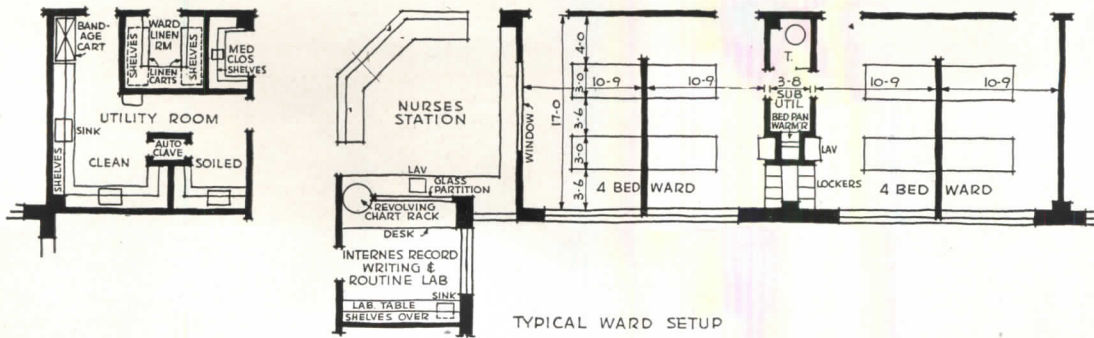 BAND-
AGE
CART
WARD
LINEN
RM
SHELVES
SHELVES
LINEN
CARTS
MED
CLOS
SHELVES
UTILITY ROOM
SINK
AUTO
CLAVE
SHELVES
CLEAN
SOILED
NURSES
STATION
LAV
GLASS
PARTITION
REVOLVING
CHART RACK
DESK
INTERNES RECORD
WRITING &
ROUTINE LAB
SINK
LAB. TABLE
SHELVES OVER
WINDOW
17-0
4-0
3-0
3-6
3-0
3-6
10-9
10-9
4 BED WARD
T.
3-8
SUB
UTIL
BED PAN
WARM'R
LAV
LOCKERS
10-9
10-9
4 BED WARD
TYPICAL WARD SETUP